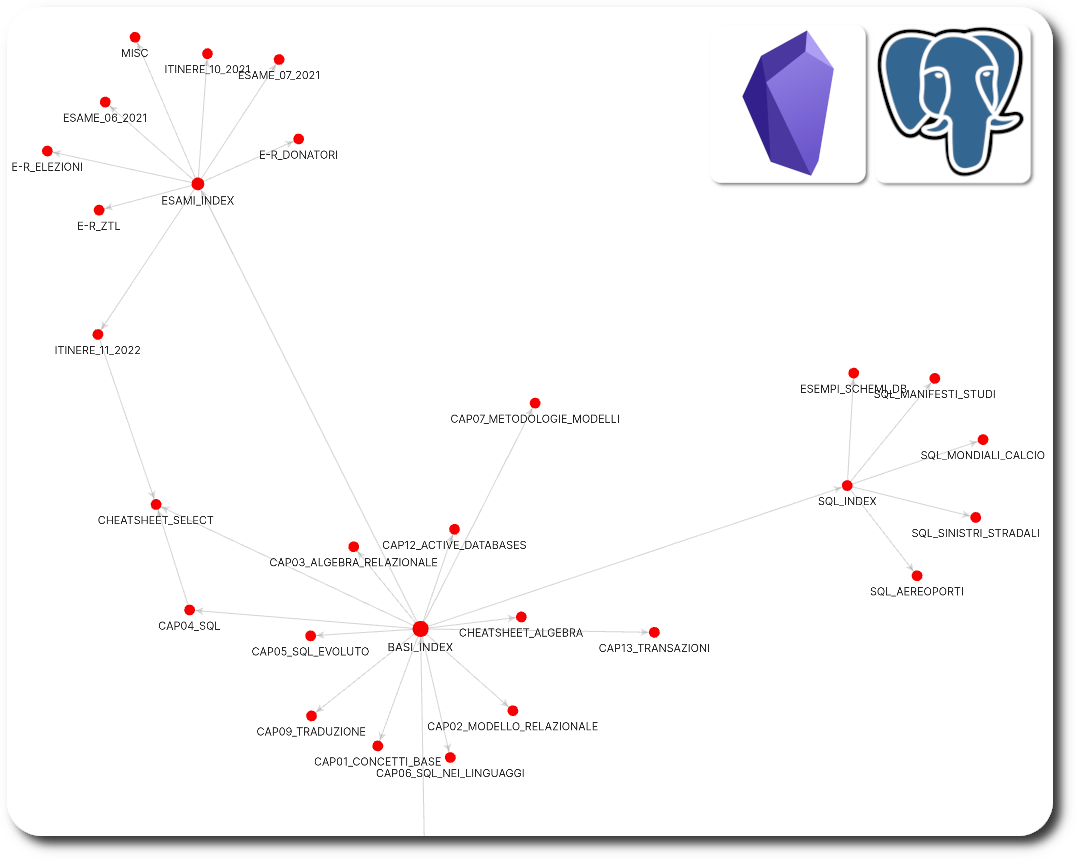 MISC
ITINERE_10_2021
ESAME_07_2021
ESAME_06_2021
E-R_DONATORI
E-R_ELEZIONI
ESAMI_INDEX
E-R_ZTL
ITINERE_11_2022
ESEMPI_SCHEMI_DB
SQL_MANIFESTI_STUDI
CAP07_METODOLOGIE_MODELLI
SQL_MONDIALI_CALCIO
SQL_INDEX
CHEATSHEET_SELECT
SQL_SINISTRI_STRADALI
CAP12_ACTIVE_DATABASES
CAP03_ALGEBRA_RELAZIONALE
SQL_AEREOPORTI
CAP04_SQL
CHEATSHEET_ALGEBRA
BASI_INDEX
CAP13_TRANSAZIONI
CAP05_SQL_EVOLUTO
CAP02_MODELLO_RELAZIONALE
CAP09_TRADUZIONE
CAP01_CONCETTI_BASE
CAP06_SQL_NEI_LINGUAGGI